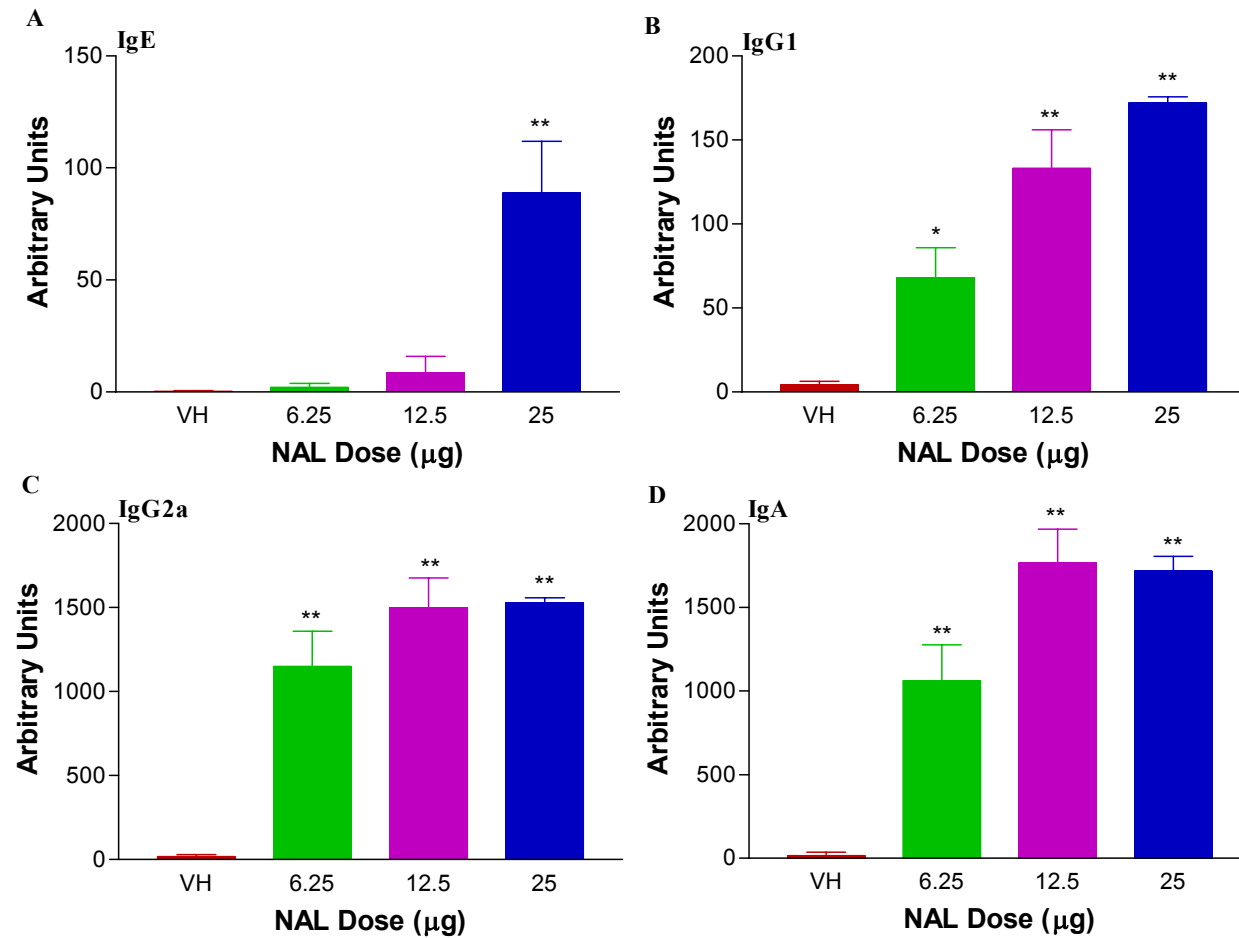 A
IgE
150
100
50
0
Arbitrary Units
**
VH 6.25 12.5 25
NAL Dose (μg)
B
IgG1
200
150
100
50
0
Arbitrary Units
*
**
**
VH 6.25 12.5 25
NAL Dose (μg)
C
IgG2a
2000
1500
1000
500
0
Arbitrary Units
**
**
**
VH 6.25 12.5 25
NAL Dose (μg)
D
IgA
2000
1500
1000
500
0
Arbitrary Units
**
**
**
VH 6.25 12.5 25
NAL Dose (μg)